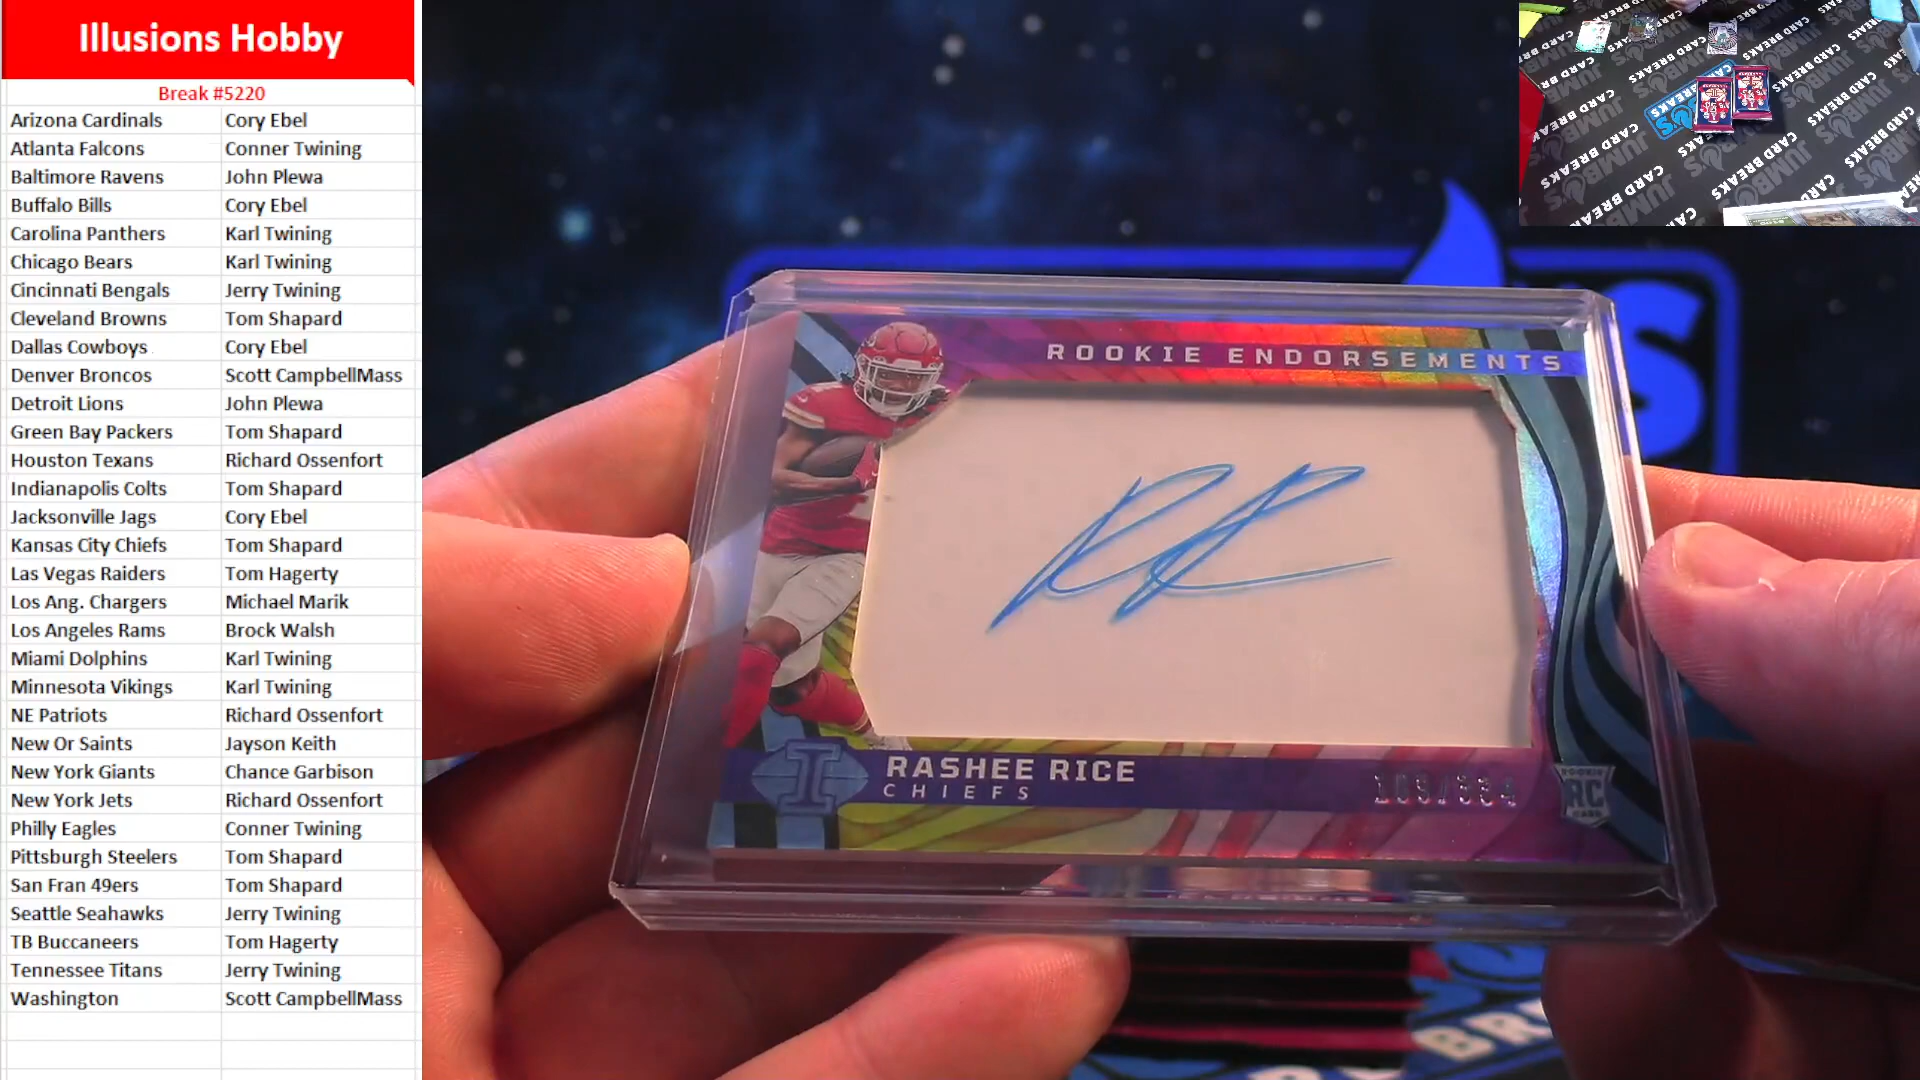 Illusions Hobby
Break #5220
Arizona Cardinals Cory Ebel
Atlanta Falcons Conner Twining
Baltimore Ravens John Plewa
Buffalo Bills Cory Ebel
Carolina Panthers Karl Twining
Chicago Bears Karl Twining
Cincinnati Bengals Jerry Twining
Cleveland Browns Tom Shapard
Dallas Cowboys Cory Ebel
Denver Broncos Scott CampbellMass
Detroit Lions John Plewa
Green Bay Packers Tom Shapard
Houston Texans Richard Ossenfort
Indianapolis Colts Tom Shapard
Jacksonville Jags Cory Ebel
Kansas City Chiefs Tom Shapard
Las Vegas Raiders Tom Hagerty
Los Ang. Chargers Michael Marik
Los Angeles Rams Brock Walsh
Miami Dolphins Karl Twining
Minnesota Vikings Karl Twining
NE Patriots Richard Ossenfort
New Or Saints Jayson Keith
New York Giants Chance Garbison
New York Jets Richard Ossenfort
Philly Eagles Conner Twining
Pittsburgh Steelers Tom Shapard
San Fran 49ers Tom Shapard
Seattle Seahawks Jerry Twining
TB Buccaneers Tom Hagerty
Tennessee Titans Jerry Twining
Washington Scott CampbellMass
ROOKIE ENDORSEMENTS
RASHEE RICE
CHIEFS
RC
JUMBO'S
CARD BREAKS